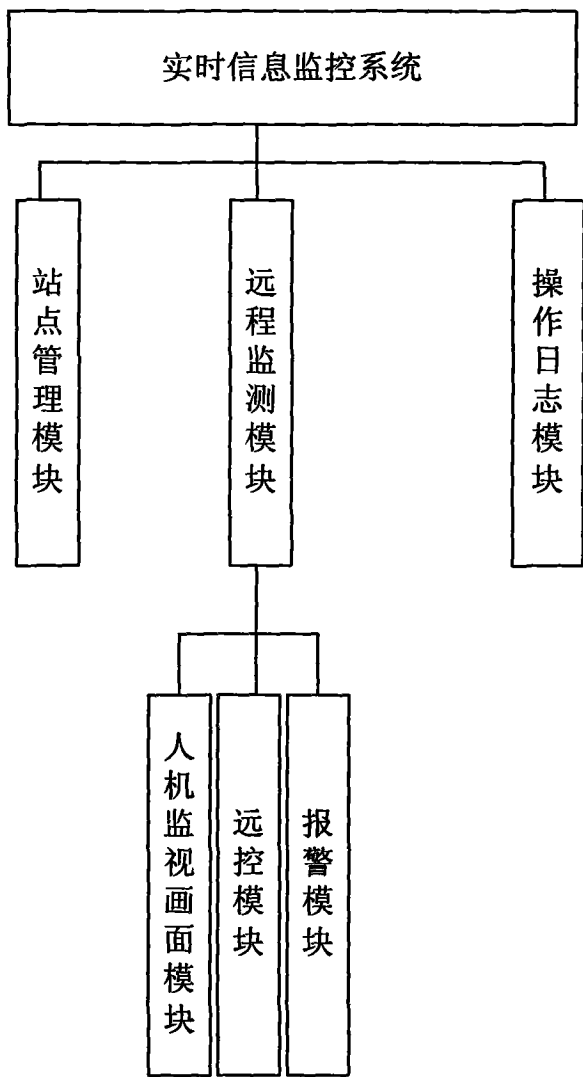 实时信息监控系统
站点管理模块
远程监测模块
操作日志模块
人机监视画面模块
远控模块
报警模块